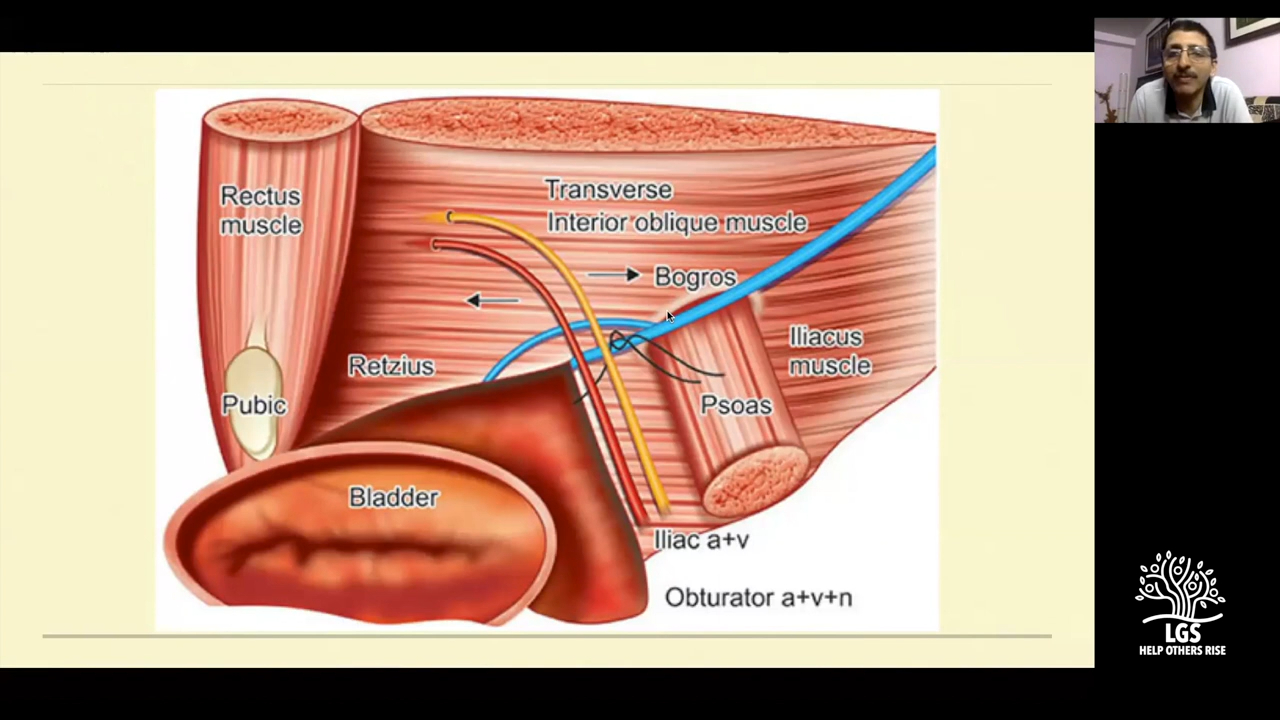 Rectus
muscle
Transverse
Interior oblique muscle
Bogros
Iliacus
muscle
Retzius
Pubic
Psoas
Bladder
Iliac a+v
Obturator a+v+n
LGS
HELP OTHERS RISE